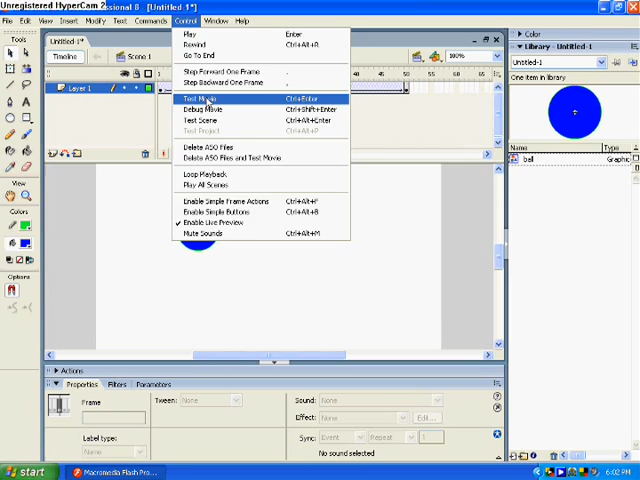 Unregistered HyperCam 2
essional 8 - [Untitled-1*]
File Edit View Insert Modify Text Commands Control Window Help
Tools
View
Colors
Options
Untitled-1*
Timeline
Scene 1
100%
Layer 1
Play Enter
Rewind Ctrl+Alt+R
Go To End
Step Forward One Frame .
Step Backward One Frame ,
Test Movie Ctrl+Enter
Debug Movie Ctrl+Shift+Enter
Test Scene Ctrl+Alt+Enter
Test Project Ctrl+Alt+P
Delete ASO Files
Delete ASO Files and Test Movie
Loop Playback
Play All Scenes
Enable Simple Frame Actions Ctrl+Alt+F
Enable Simple Buttons Ctrl+Alt+B
Enable Live Preview
Mute Sounds Ctrl+Alt+M
Color
Library - Untitled-1
Untitled-1
One item in library
Name Type
ball Graphic
Actions
Properties Filters Parameters
Frame
Tween: None
Sound: None
Effect: None Edit...
Label type:
None
Sync: Event Repeat 1
No sound selected
start
Macromedia Flash Pro...
6:02 PM